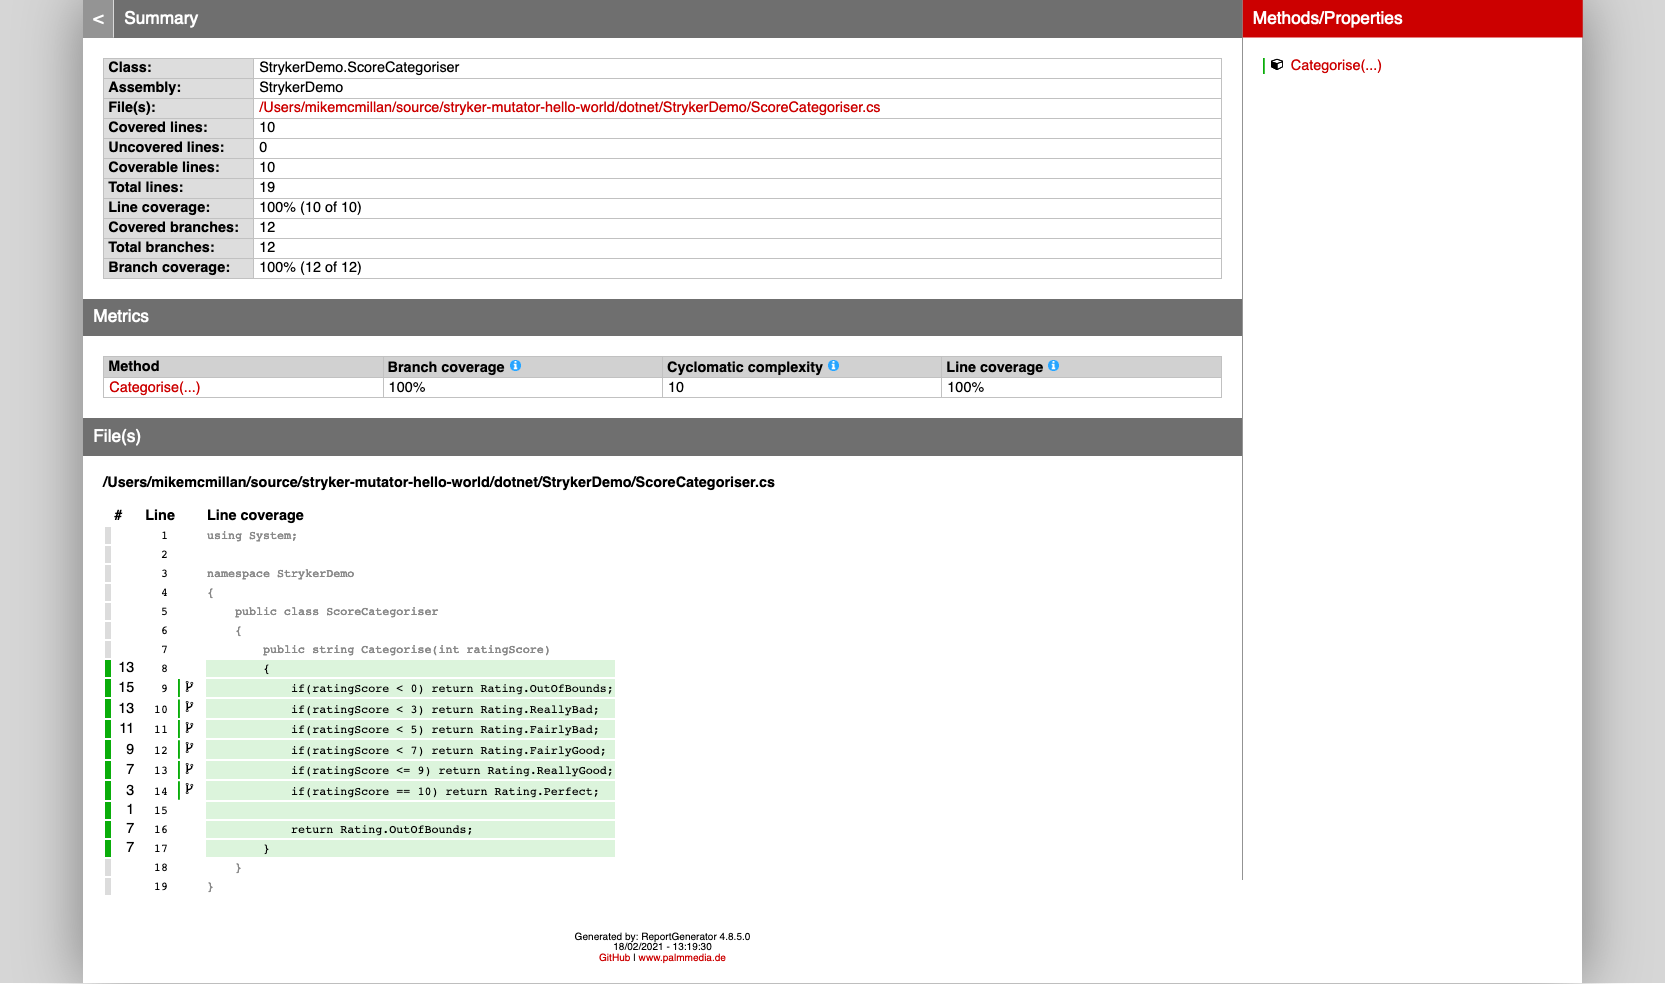 < Summary
Class: StrykerDemo.ScoreCategoriser
Assembly: StrykerDemo
File(s): /Users/mikemcmillan/source/stryker-mutator-hello-world/dotnet/StrykerDemo/ScoreCategoriser.cs
Covered lines: 10
Uncovered lines: 0
Coverable lines: 10
Total lines: 19
Line coverage: 100% (10 of 10)
Covered branches: 12
Total branches: 12
Branch coverage: 100% (12 of 12)
Metrics
Method Branch coverage Cyclomatic complexity Line coverage
Categorise(...) 100% 10 100%
File(s)
/Users/mikemcmillan/source/stryker-mutator-hello-world/dotnet/StrykerDemo/ScoreCategoriser.cs
# Line Line coverage
1 using System;
2
3 namespace StrykerDemo
4 {
5 public class ScoreCategoriser
6 {
7 public string Categorise(int ratingScore)
13 8 {
15 9 if(ratingScore < 0) return Rating.OutOfBounds;
13 10 if(ratingScore < 3) return Rating.ReallyBad;
11 11 if(ratingScore < 5) return Rating.FairlyBad;
9 12 if(ratingScore < 7) return Rating.FairlyGood;
7 13 if(ratingScore <= 9) return Rating.ReallyGood;
3 14 if(ratingScore == 10) return Rating.Perfect;
1 15
7 16 return Rating.OutOfBounds;
7 17 }
18 }
19 }
Generated by: ReportGenerator 4.8.5.0
18/02/2021 - 13:19:30
GitHub | www.palmmedia.de
Methods/Properties
Categorise(...)